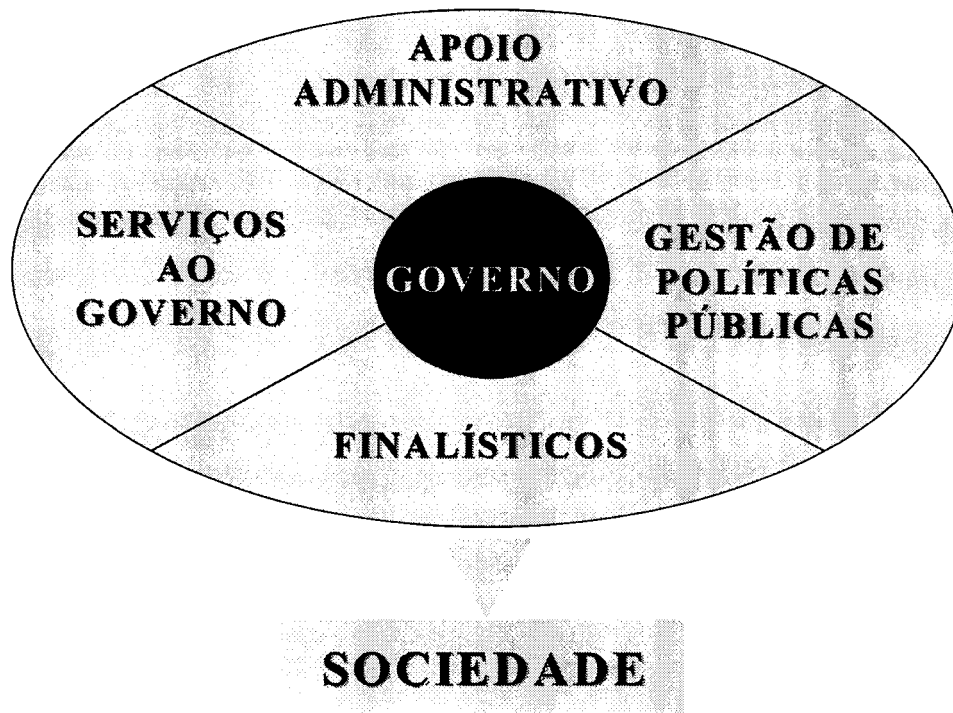 APOIO
ADMINISTRATIVO
SERVIÇOS
AO
GOVERNO
GOVERNO
GESTÃO DE
POLÍTICAS
PÚBLICAS
FINALÍSTICOS
SOCIEDADE